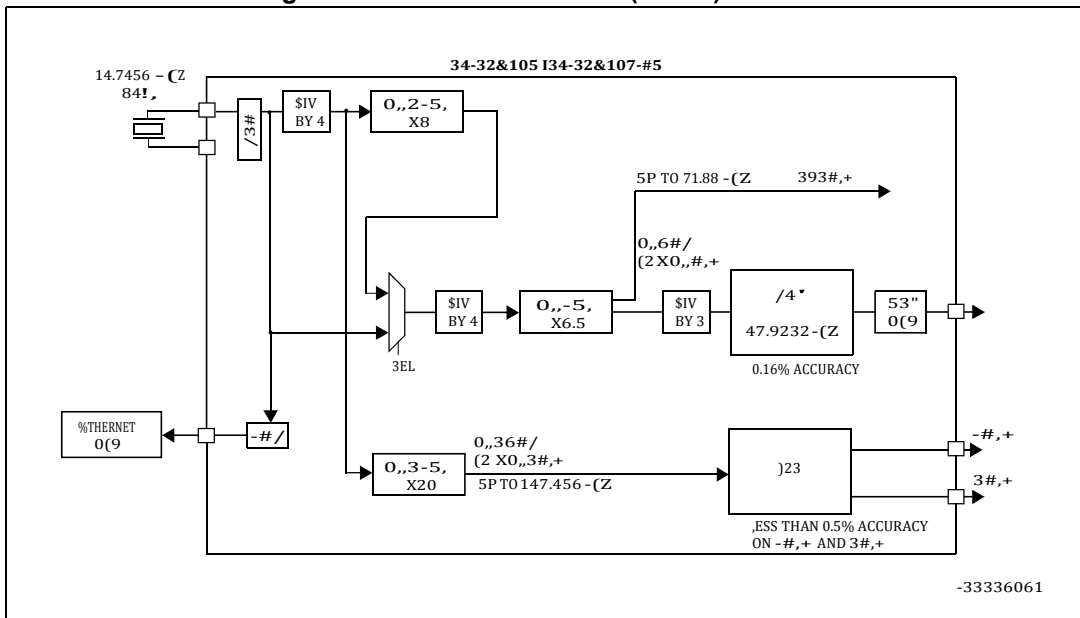 34-32&105 I34-32&107-#5
14.7456 – (Z
84!,
/3#
$IV
BY 4
0,,2-5,
X8
5P TO 71.88 -(Z
393#,+
0,,6#/
(2 X0,,#,+
$IV
BY 4
0,,-5,
X6.5
$IV
BY 3
/4
47.9232 -(Z
53"
0(9
3EL
0.16% ACCURACY
%THERNET
0(9
-#/
0,,3-5,
X20
0,,36#/
(2 X0,,3#,+
5P TO 147.456 -(Z
)23
-#,+
3#,+
,ESS THAN 0.5% ACCURACY
ON -#,+ AND 3#,+
-33336061